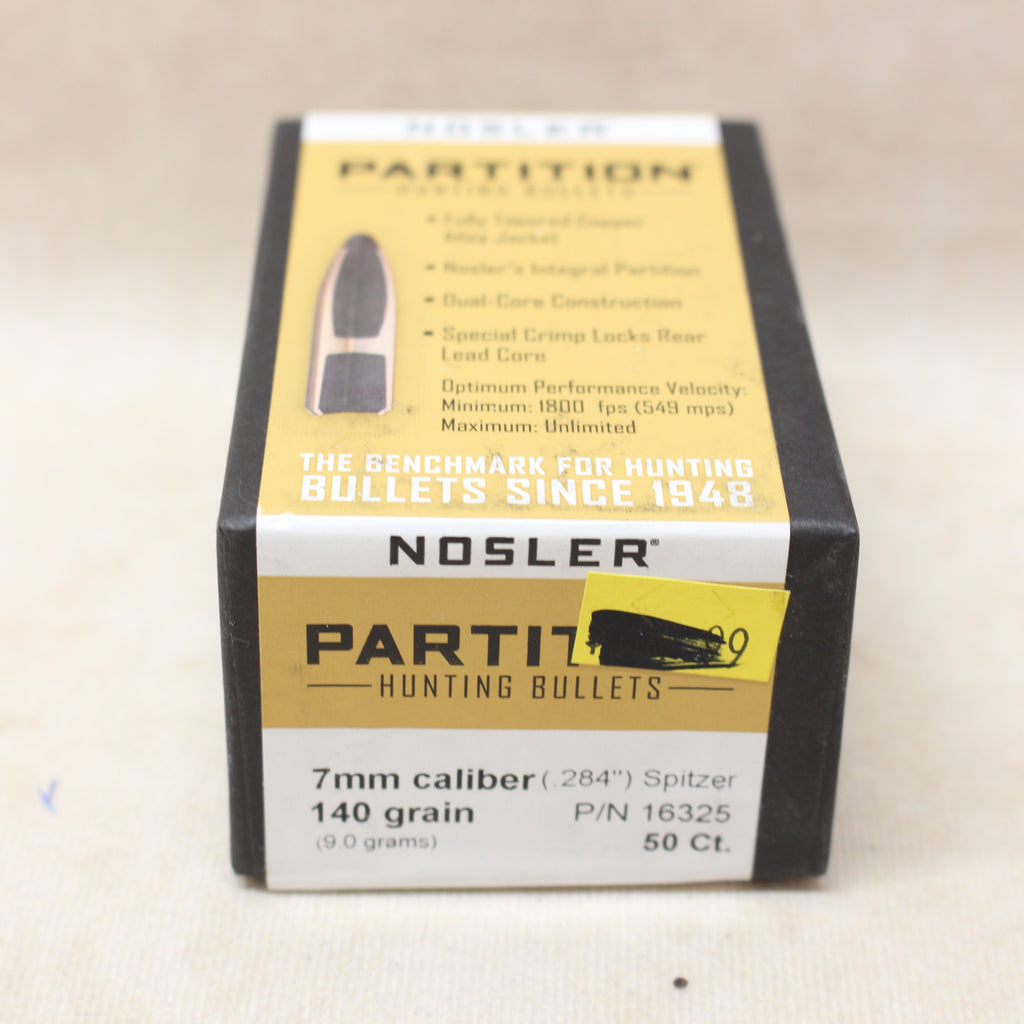 NOSLER
PARTITION®
HUNTING BULLETS
▪ Fully Tapered Copper
Alloy Jacket
▪ Nosler's Integral Partition
▪ Dual-Core Construction
▪ Special Crimp Locks Rear
Lead Core
Optimum Performance Velocity:
Minimum: 1800 fps (549 mps)
Maximum: Unlimited
THE BENCHMARK FOR HUNTING
BULLETS SINCE 1948
NOSLER®
PARTIT
99
HUNTING BULLETS
7mm caliber (.284") Spitzer
140 grain P/N 16325
(9.0 grams) 50 Ct.